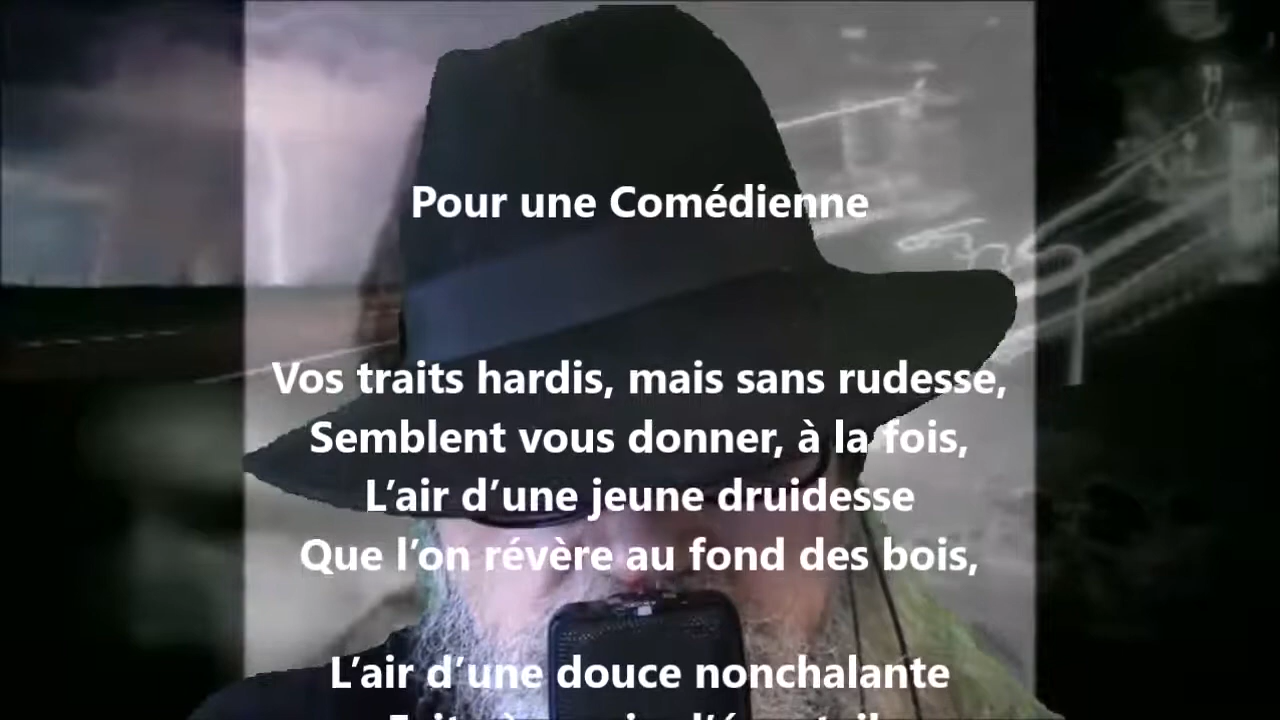 Pour une Comédienne
Vos traits hardis, mais sans rudesse,
Semblent vous donner, à la fois,
L’air d’une jeune druidesse
Que l’on révère au fond des bois,
L’air d’une douce nonchalante